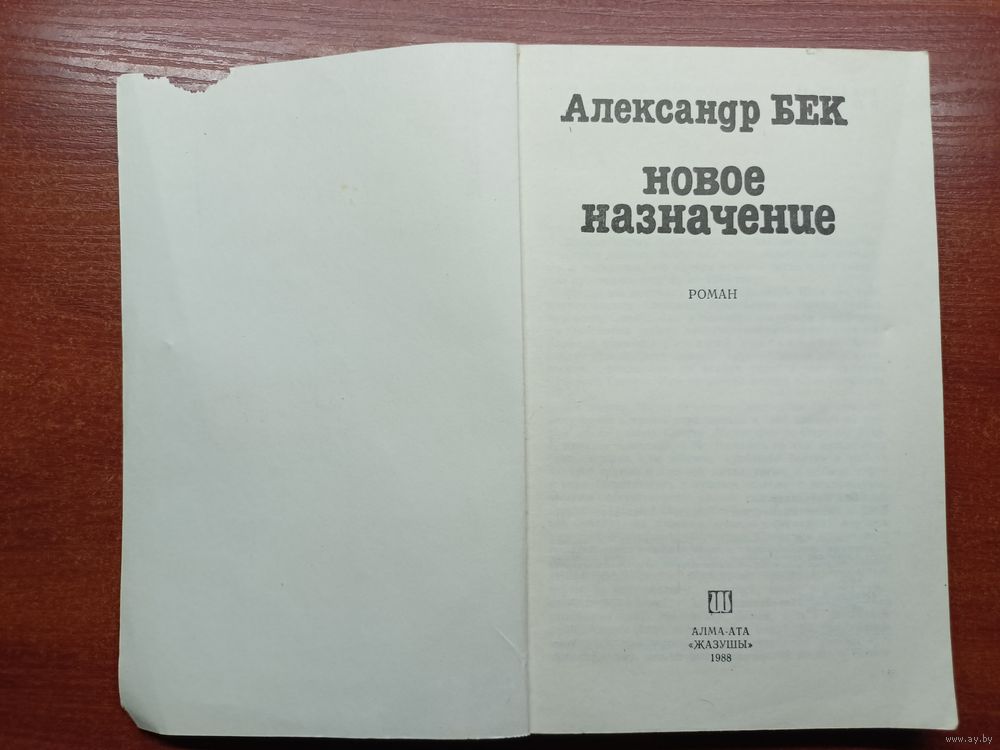 Александр БЕК
новое
назначение
РОМАН
АЛМА-АТА
«ЖАЗУШЫ»
1988
www.ay.by